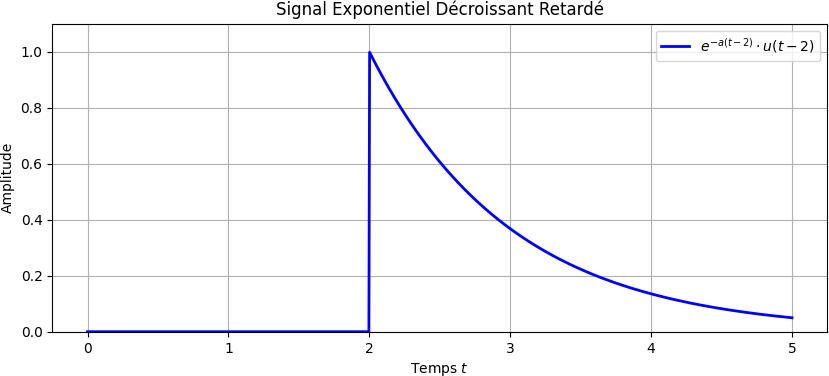 Signal Exponentiel Décroissant Retardé
e^{-a(t-2)} · u(t − 2)
1.0
0.8
0.6
0.4
0.2
0.0
Amplitude
0 1 2 3 4 5
Temps t